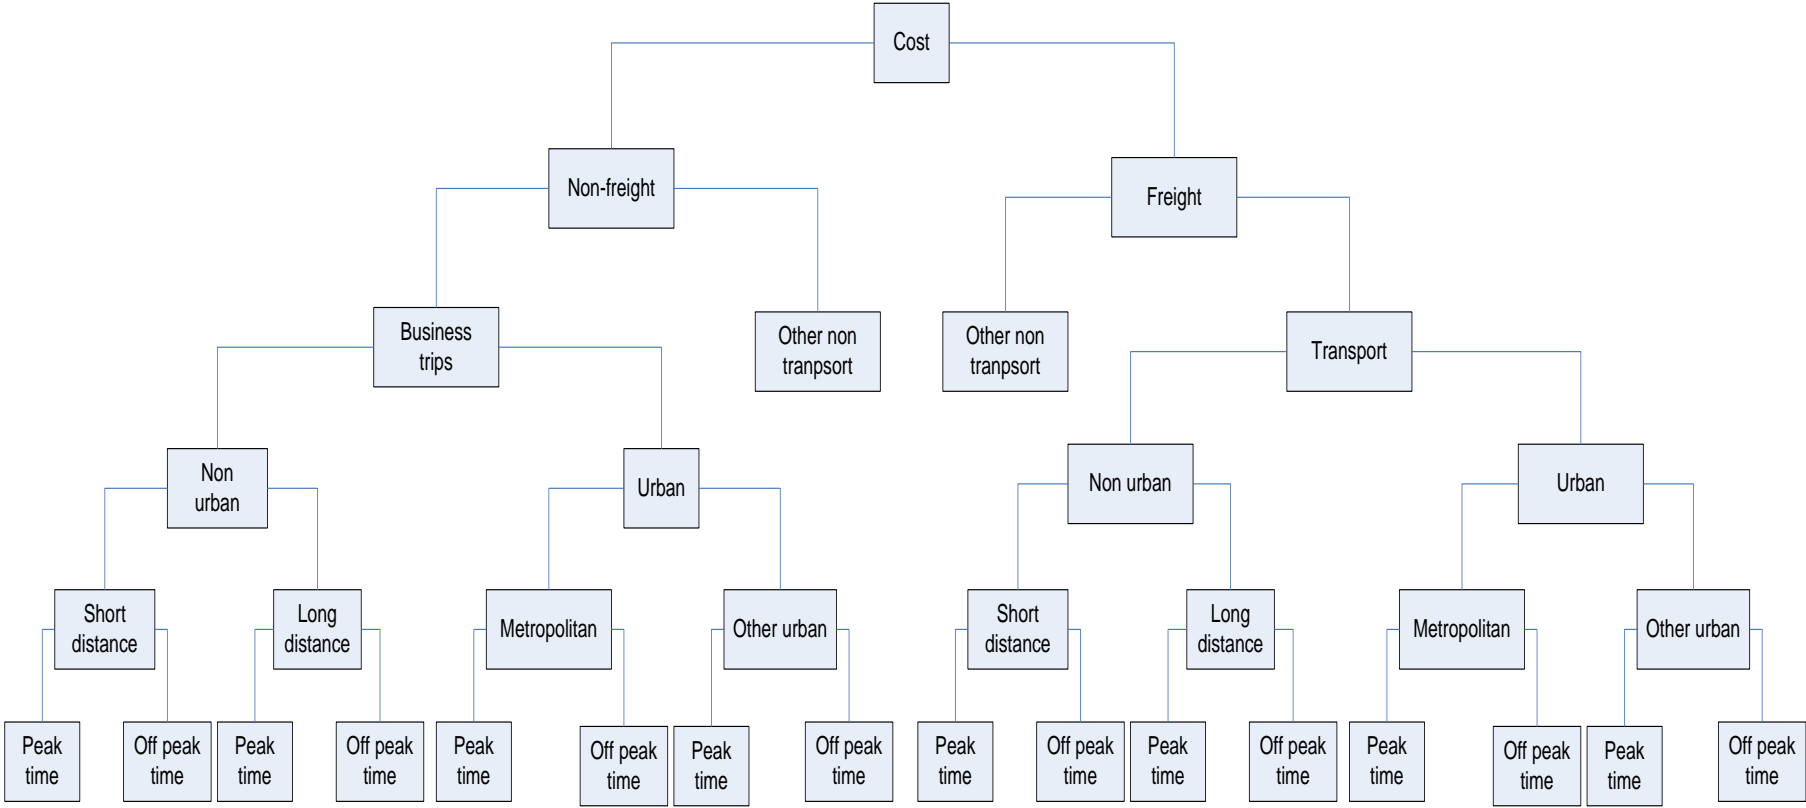 Cost
Non-freight
Freight
Business
trips
Other non
tranpsort
Other non
tranpsort
Transport
Non
urban
Urban
Non urban
Urban
Short
distance
Long
distance
Metropolitan
Other urban
Short
distance
Long
distance
Metropolitan
Other urban
Peak
time
Off peak
time
Peak
time
Off peak
time
Peak
time
Off peak
time
Peak
time
Off peak
time
Peak
time
Off peak
time
Peak
time
Off peak
time
Peak
time
Off peak
time
Peak
time
Off peak
time